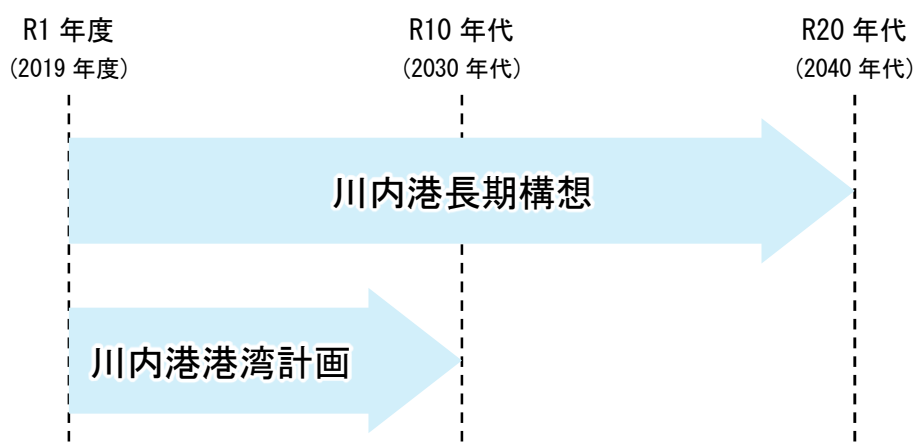 R1 年度
(2019 年度)
R10 年代
(2030 年代)
R20 年代
(2040 年代)
川内港長期構想
川内港港湾計画